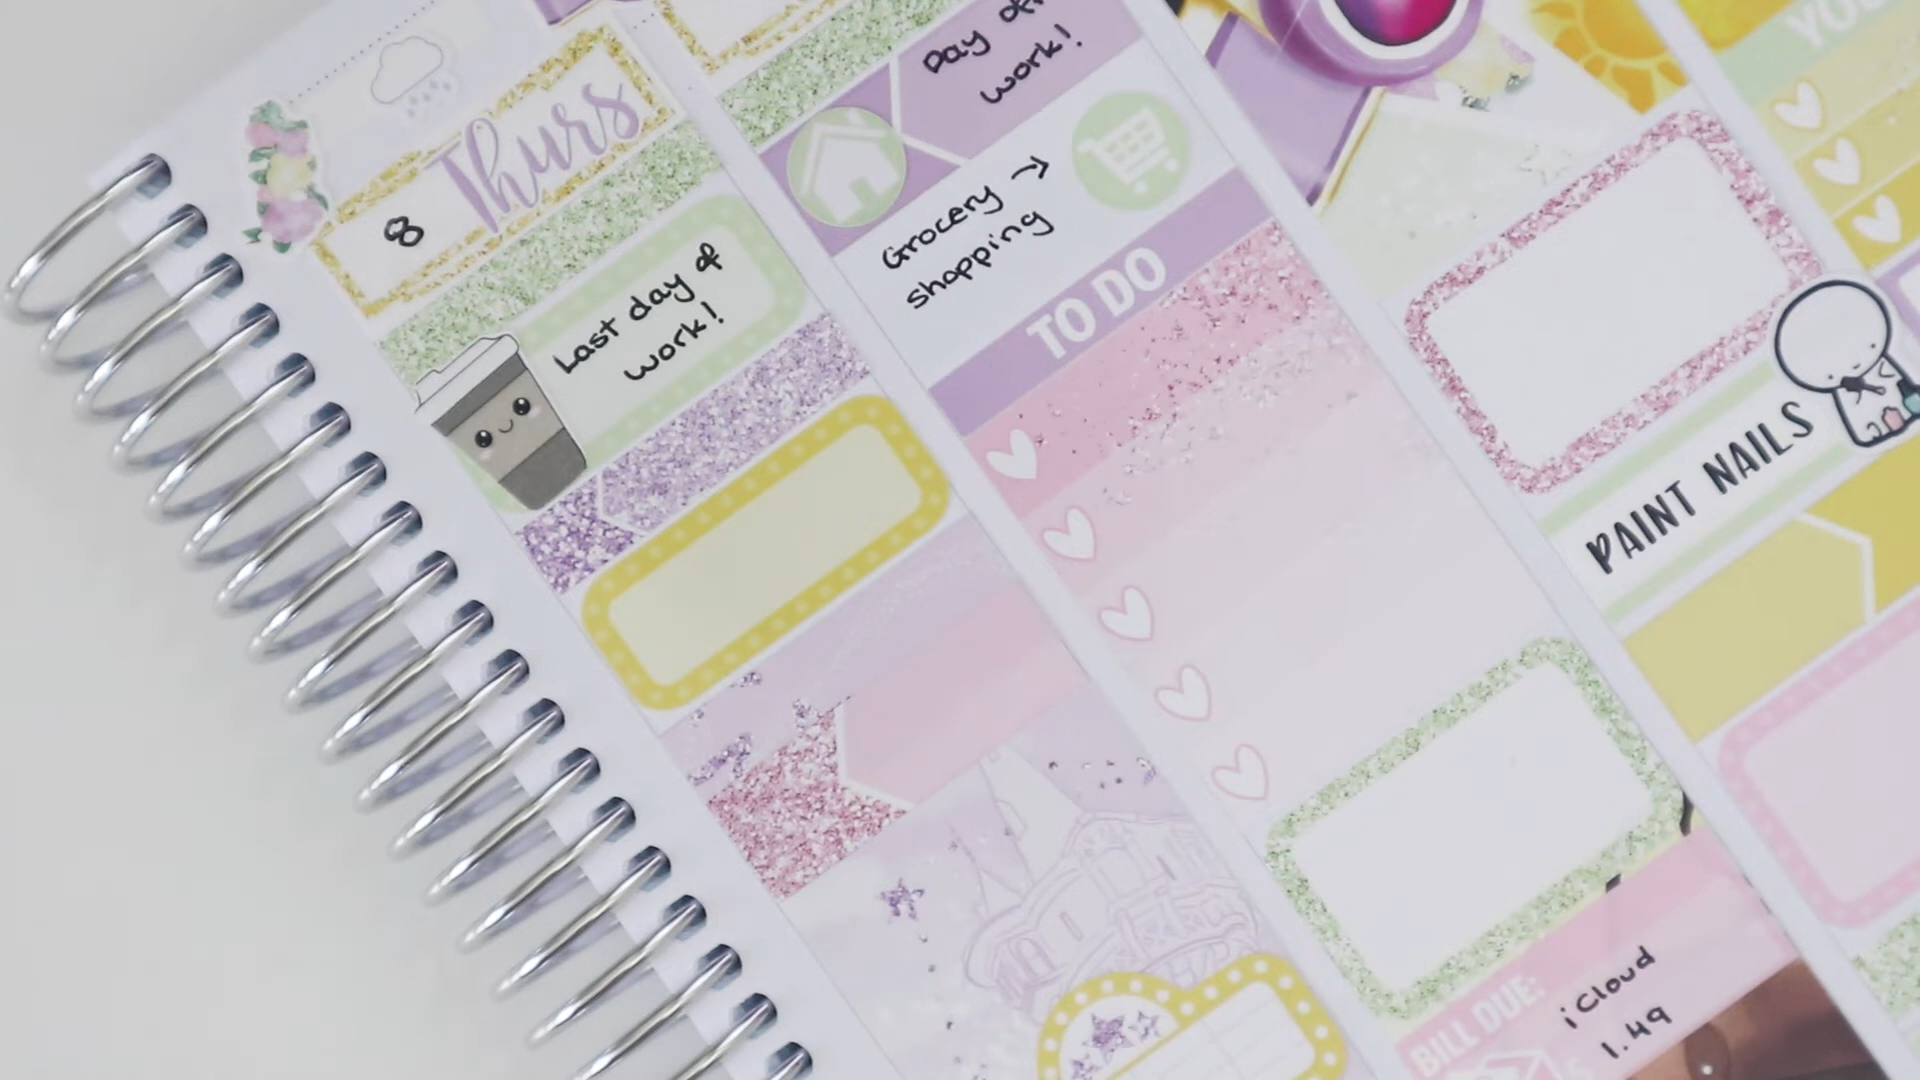 Thurs
8
Last day of
work!
Day off
work!
Grocery →
shopping
TO DO
BILL DUE:
iCloud
1.49
PAINT NAILS